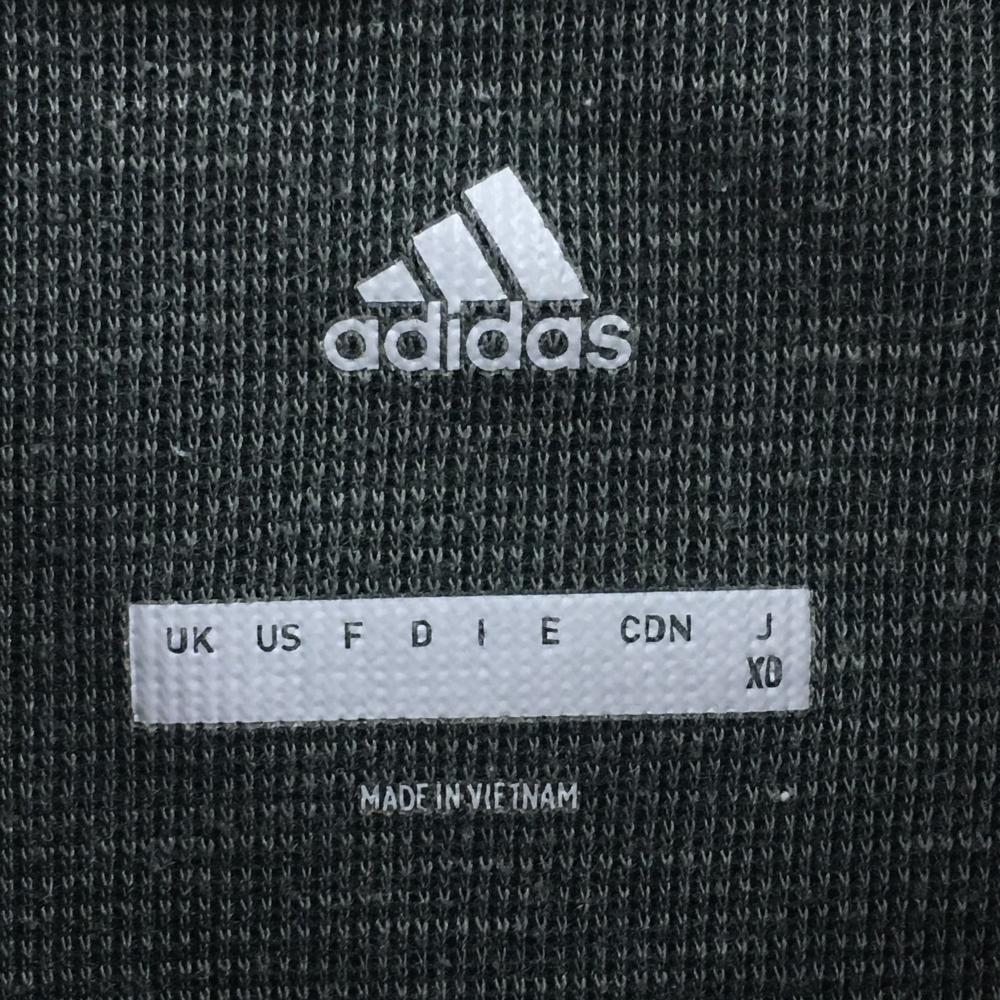 adidas
UK US F D I E CDN J
XO
MADE IN VIETNAM